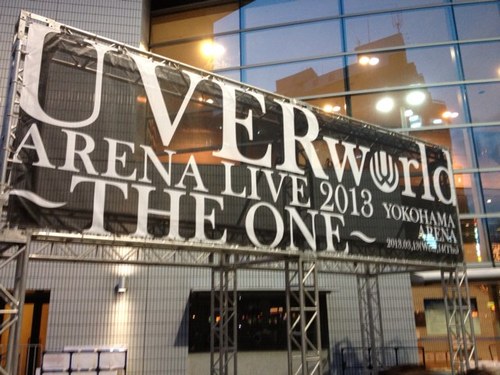 UVERworld
ARENA LIVE 2013
~THE ONE~
YOKOHAMA
ARENA